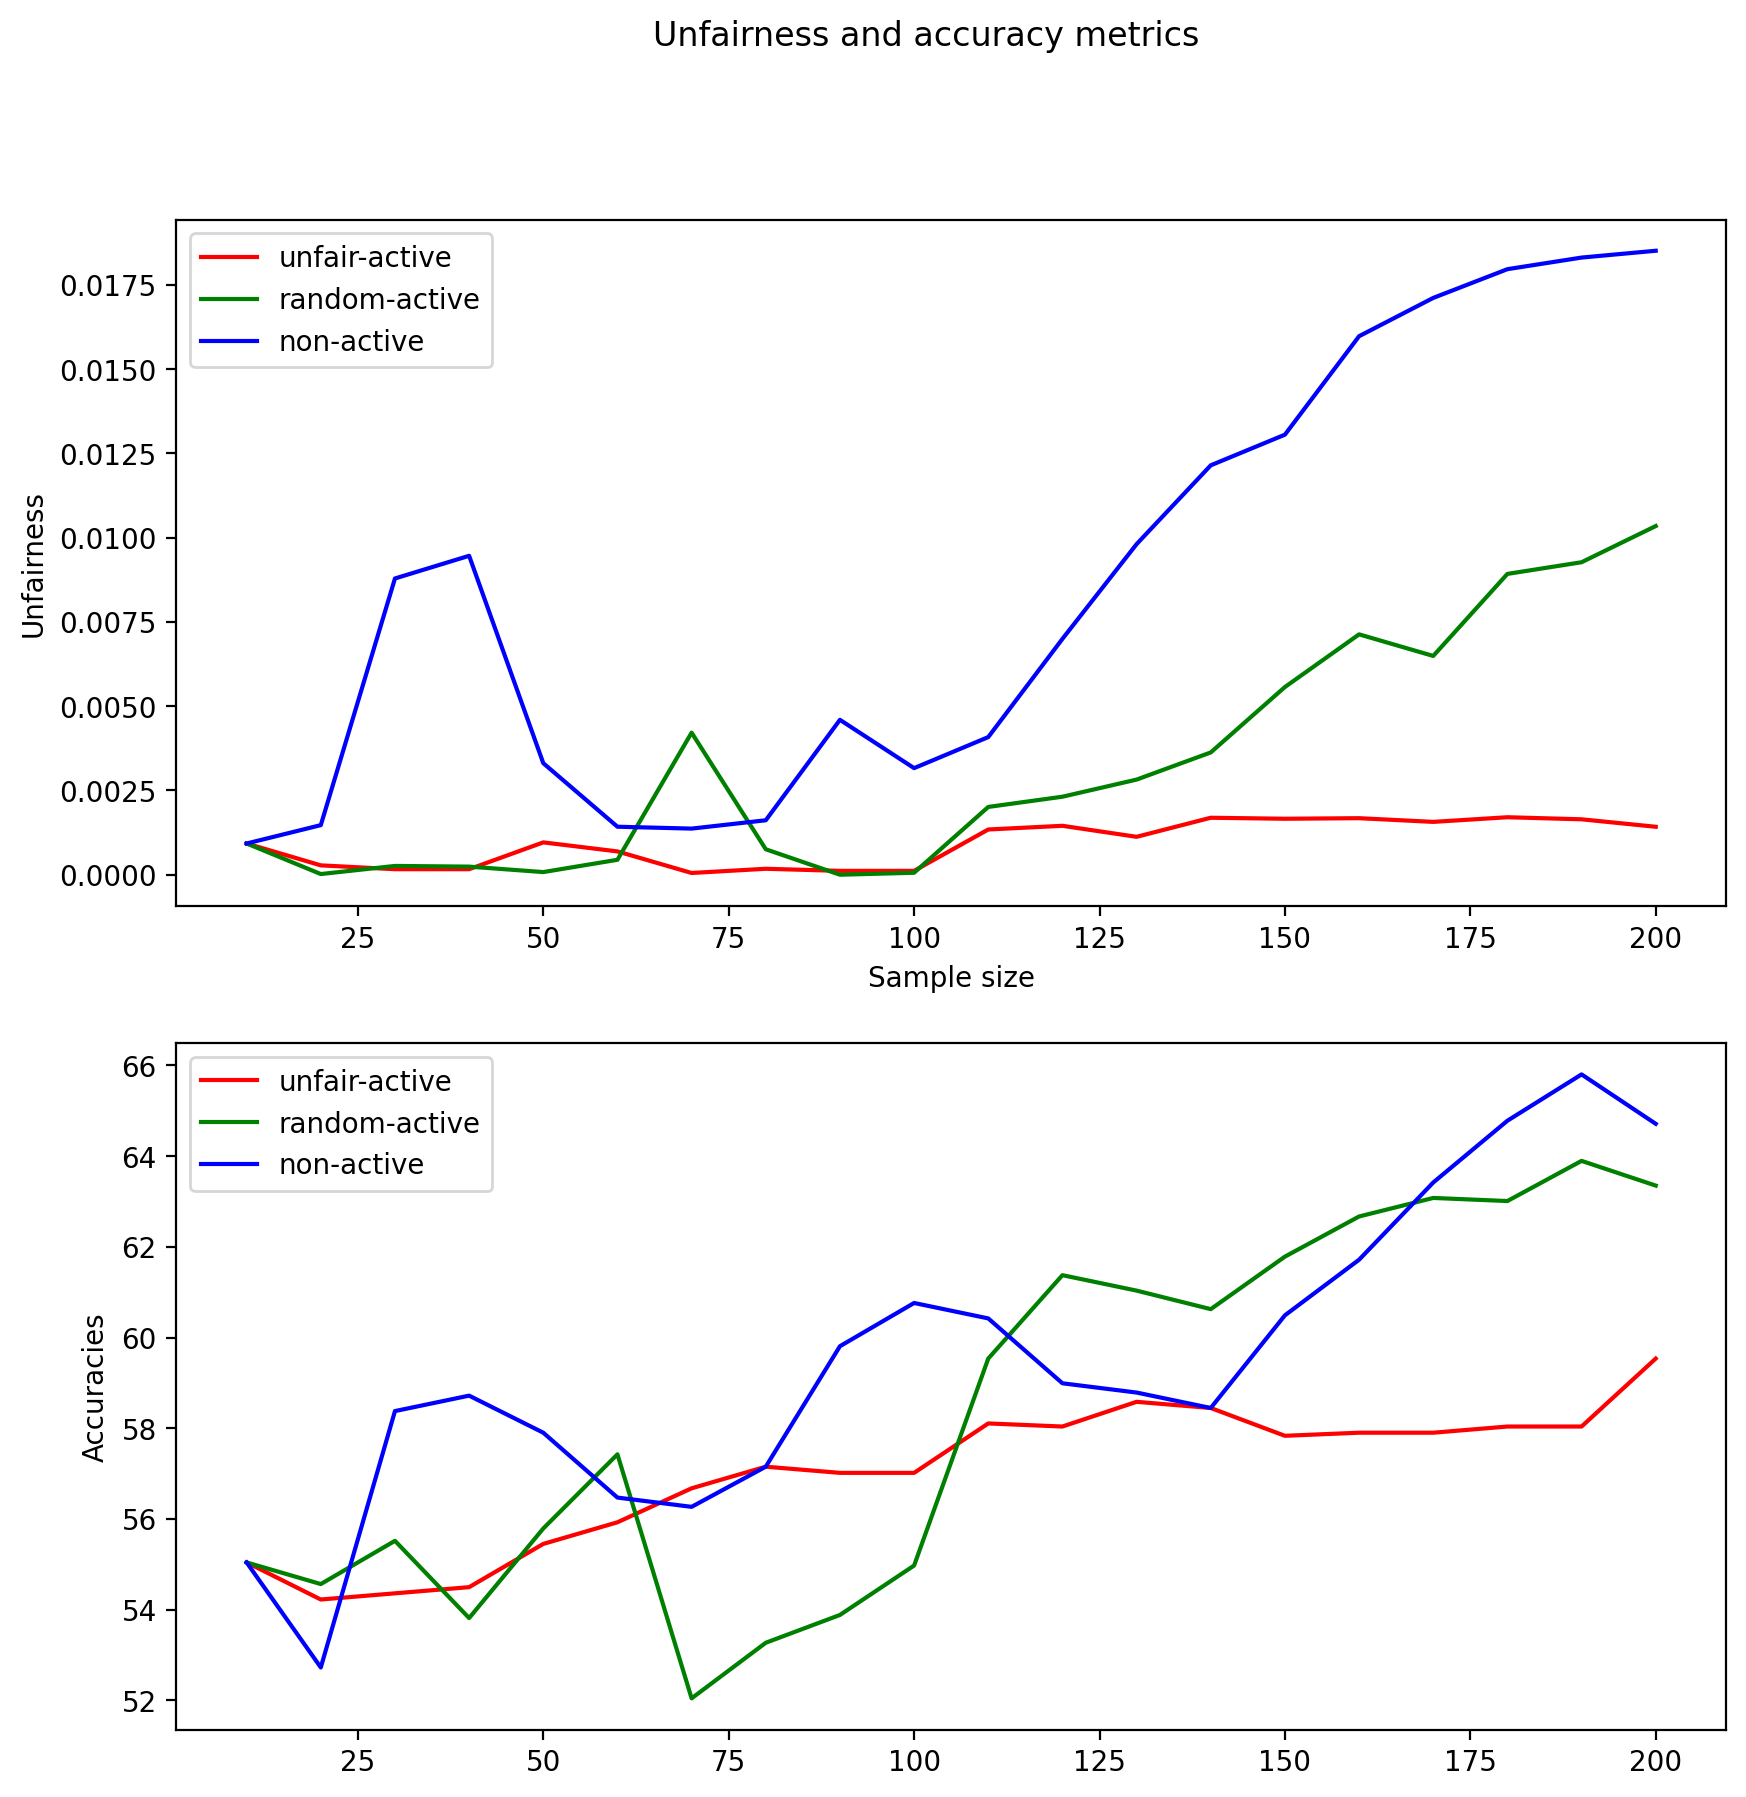 Unfairness and accuracy metrics
unfair-active
random-active
non-active
0.0175
0.0150
0.0125
0.0100
0.0075
0.0050
0.0025
0.0000
Unfairness
25 50 75 100 125 150 175 200
Sample size
unfair-active
random-active
non-active
66
64
62
60
58
56
54
52
Accuracies
25 50 75 100 125 150 175 200